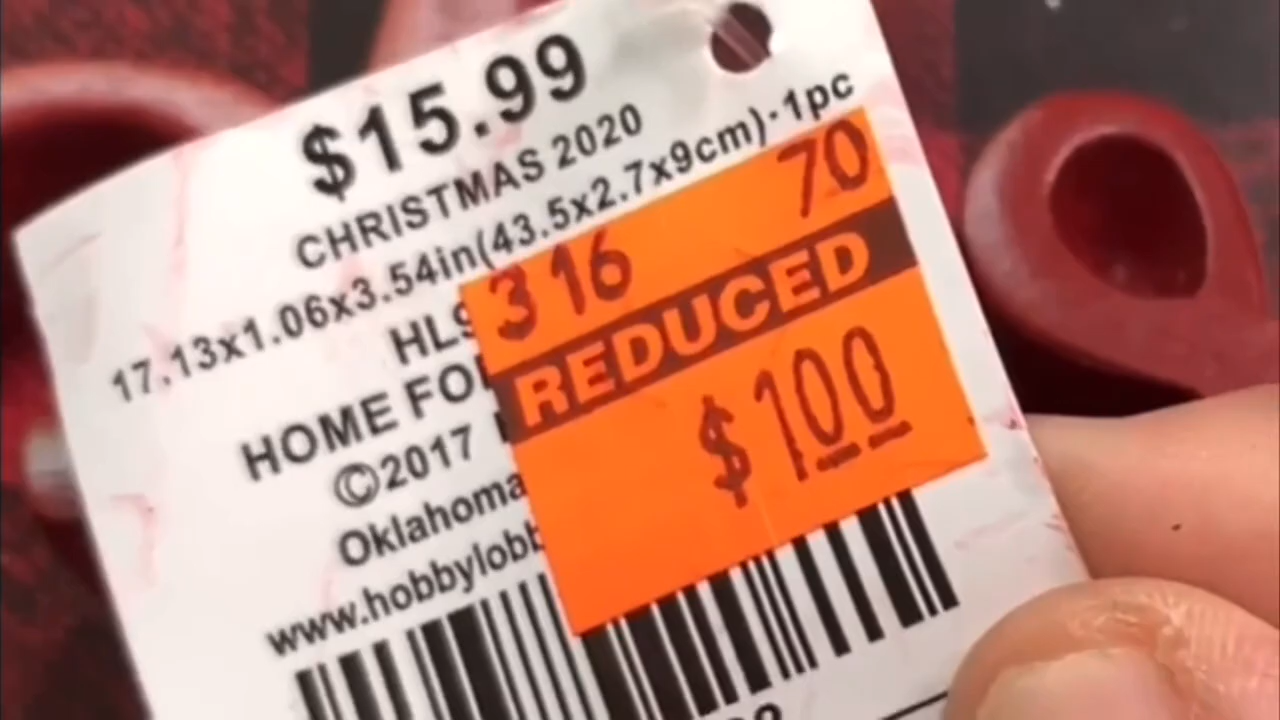 $15.99
CHRISTMAS 2020
17.13x1.06x3.54in(43.5x2.7x9cm)·1pc
HL
HOME FO
©2017
Oklahoma
www.hobbylobb
70
316
REDUCED
$100